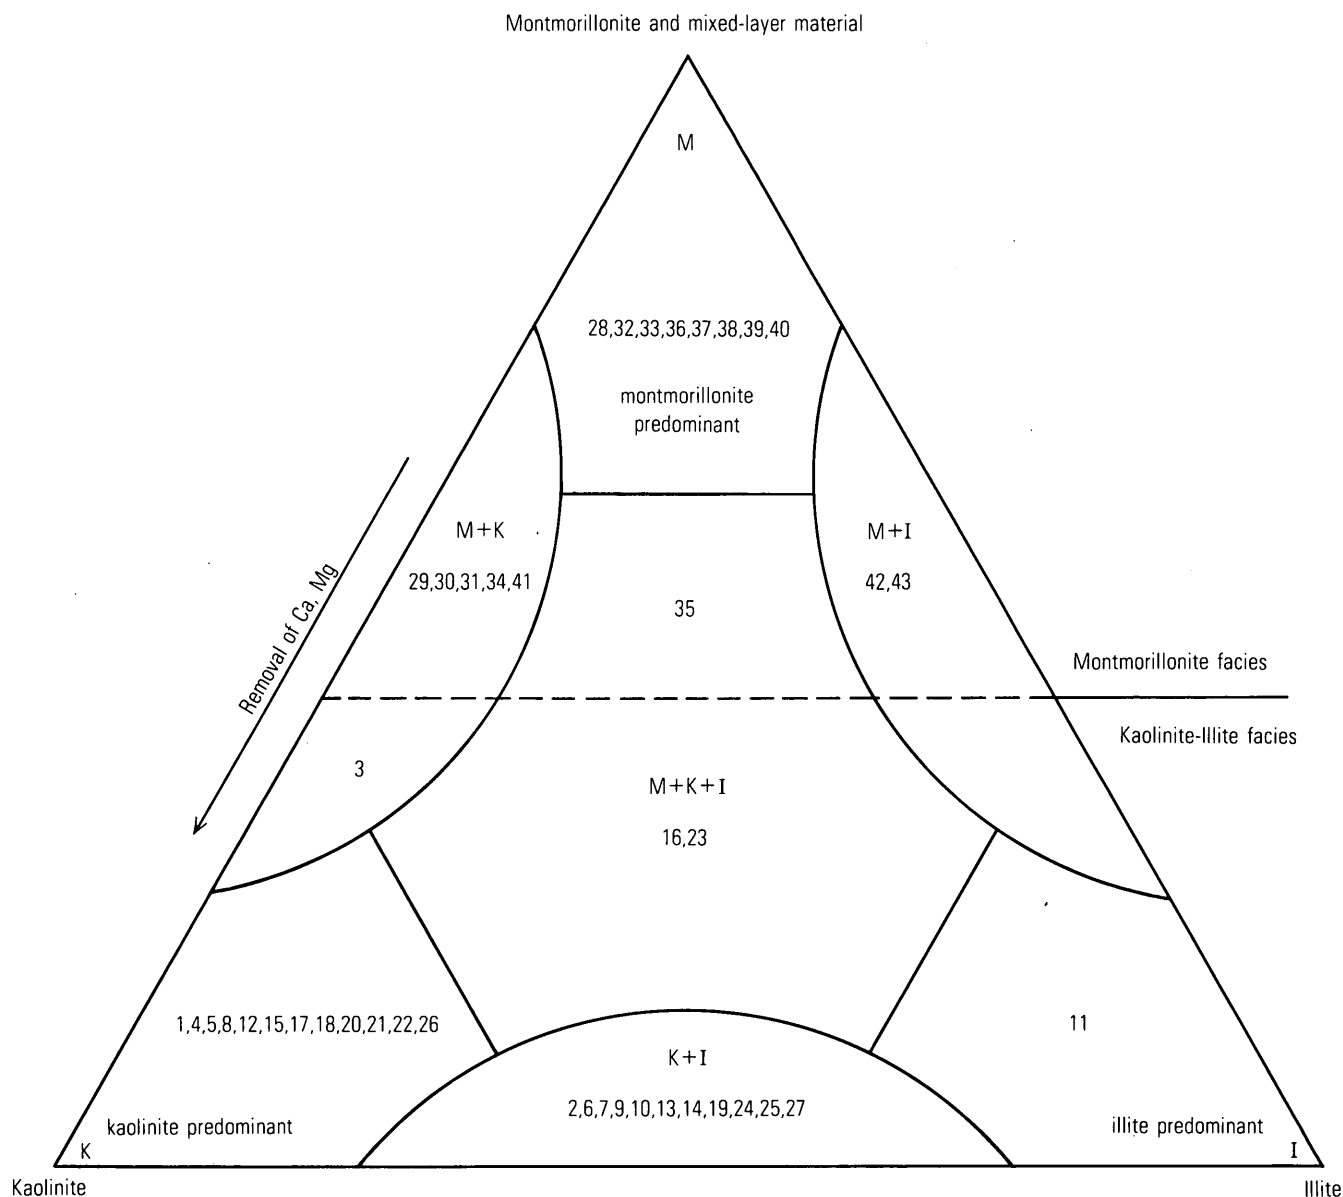 Montmorillonite and mixed-layer material
M
28,32,33,36,37,38,39,40
montmorillonite
predominant
M+K
29,30,31,34,41
M+I
42,43
35
Removal of Ca, Mg
Montmorillonite facies
Kaolinite-Illite facies
3
M+K+I
16,23
1,4,5,8,12,15,17,18,20,21,22,26
11
K+I
2,6,7,9,10,13,14,19,24,25,27
kaolinite predominant
illite predominant
K
I
Kaolinite
Illite